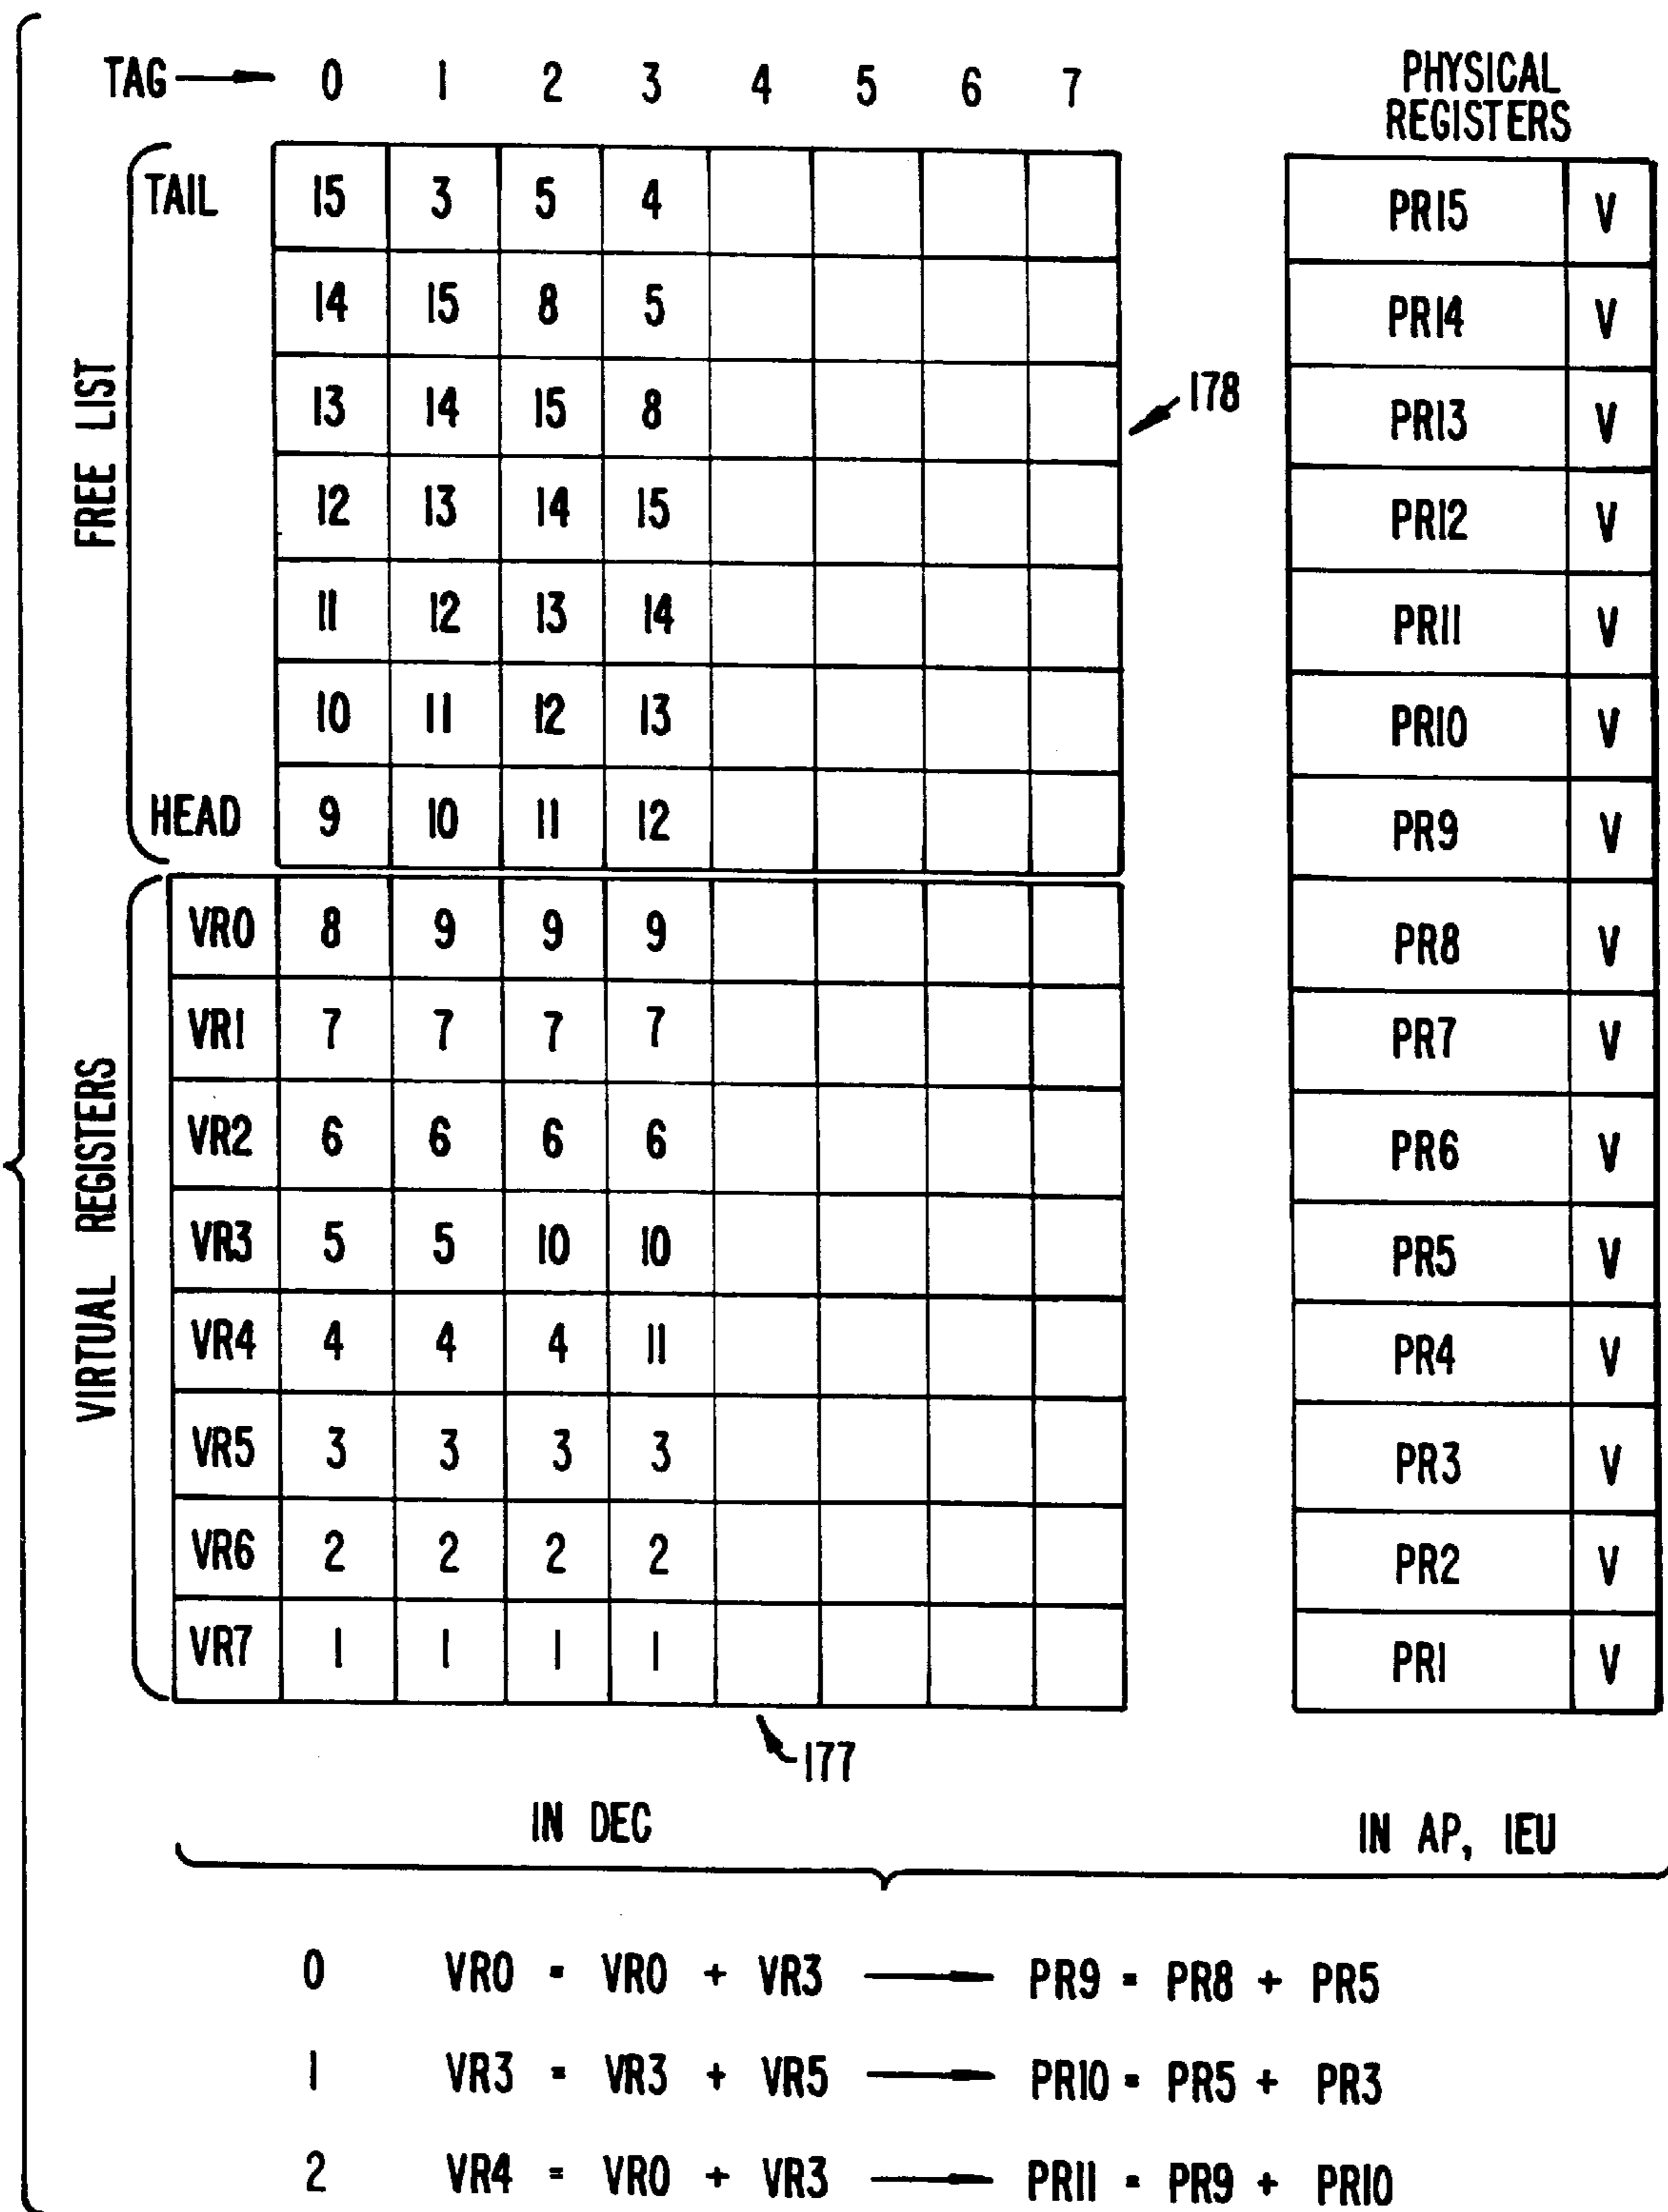 TAG 0 1 2 3 4 5 6 7
PHYSICAL
REGISTERS
FREE LIST
TAIL 15 3 5 4
PR15 V
14 15 8 5
PR14 V
13 14 15 8
178
PR13 V
12 13 14 15
PR12 V
11 12 13 14
PR11 V
10 11 12 13
PR10 V
HEAD 9 10 11 12
PR9 V
VIRTUAL REGISTERS
VR0 8 9 9 9
PR8 V
VR1 7 7 7 7
PR7 V
VR2 6 6 6 6
PR6 V
VR3 5 5 10 10
PR5 V
VR4 4 4 4 11
PR4 V
VR5 3 3 3 3
PR3 V
VR6 2 2 2 2
PR2 V
VR7 1 1 1 1
PR1 V
177
IN DEC
IN AP, IEU
0 VR0 = VR0 + VR3 PR9 = PR8 + PR5
1 VR3 = VR3 + VR5 PR10 = PR5 + PR3
2 VR4 = VR0 + VR3 PR11 = PR9 + PR10